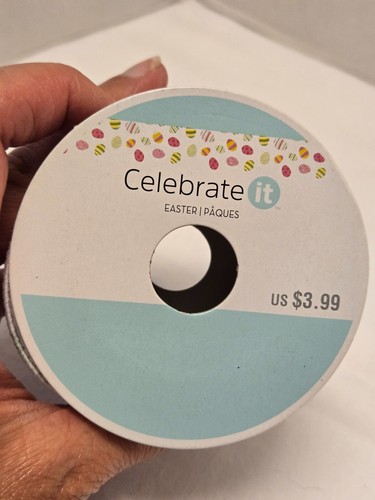 Celebrate it
EASTER | PÂQUES
US $3.99